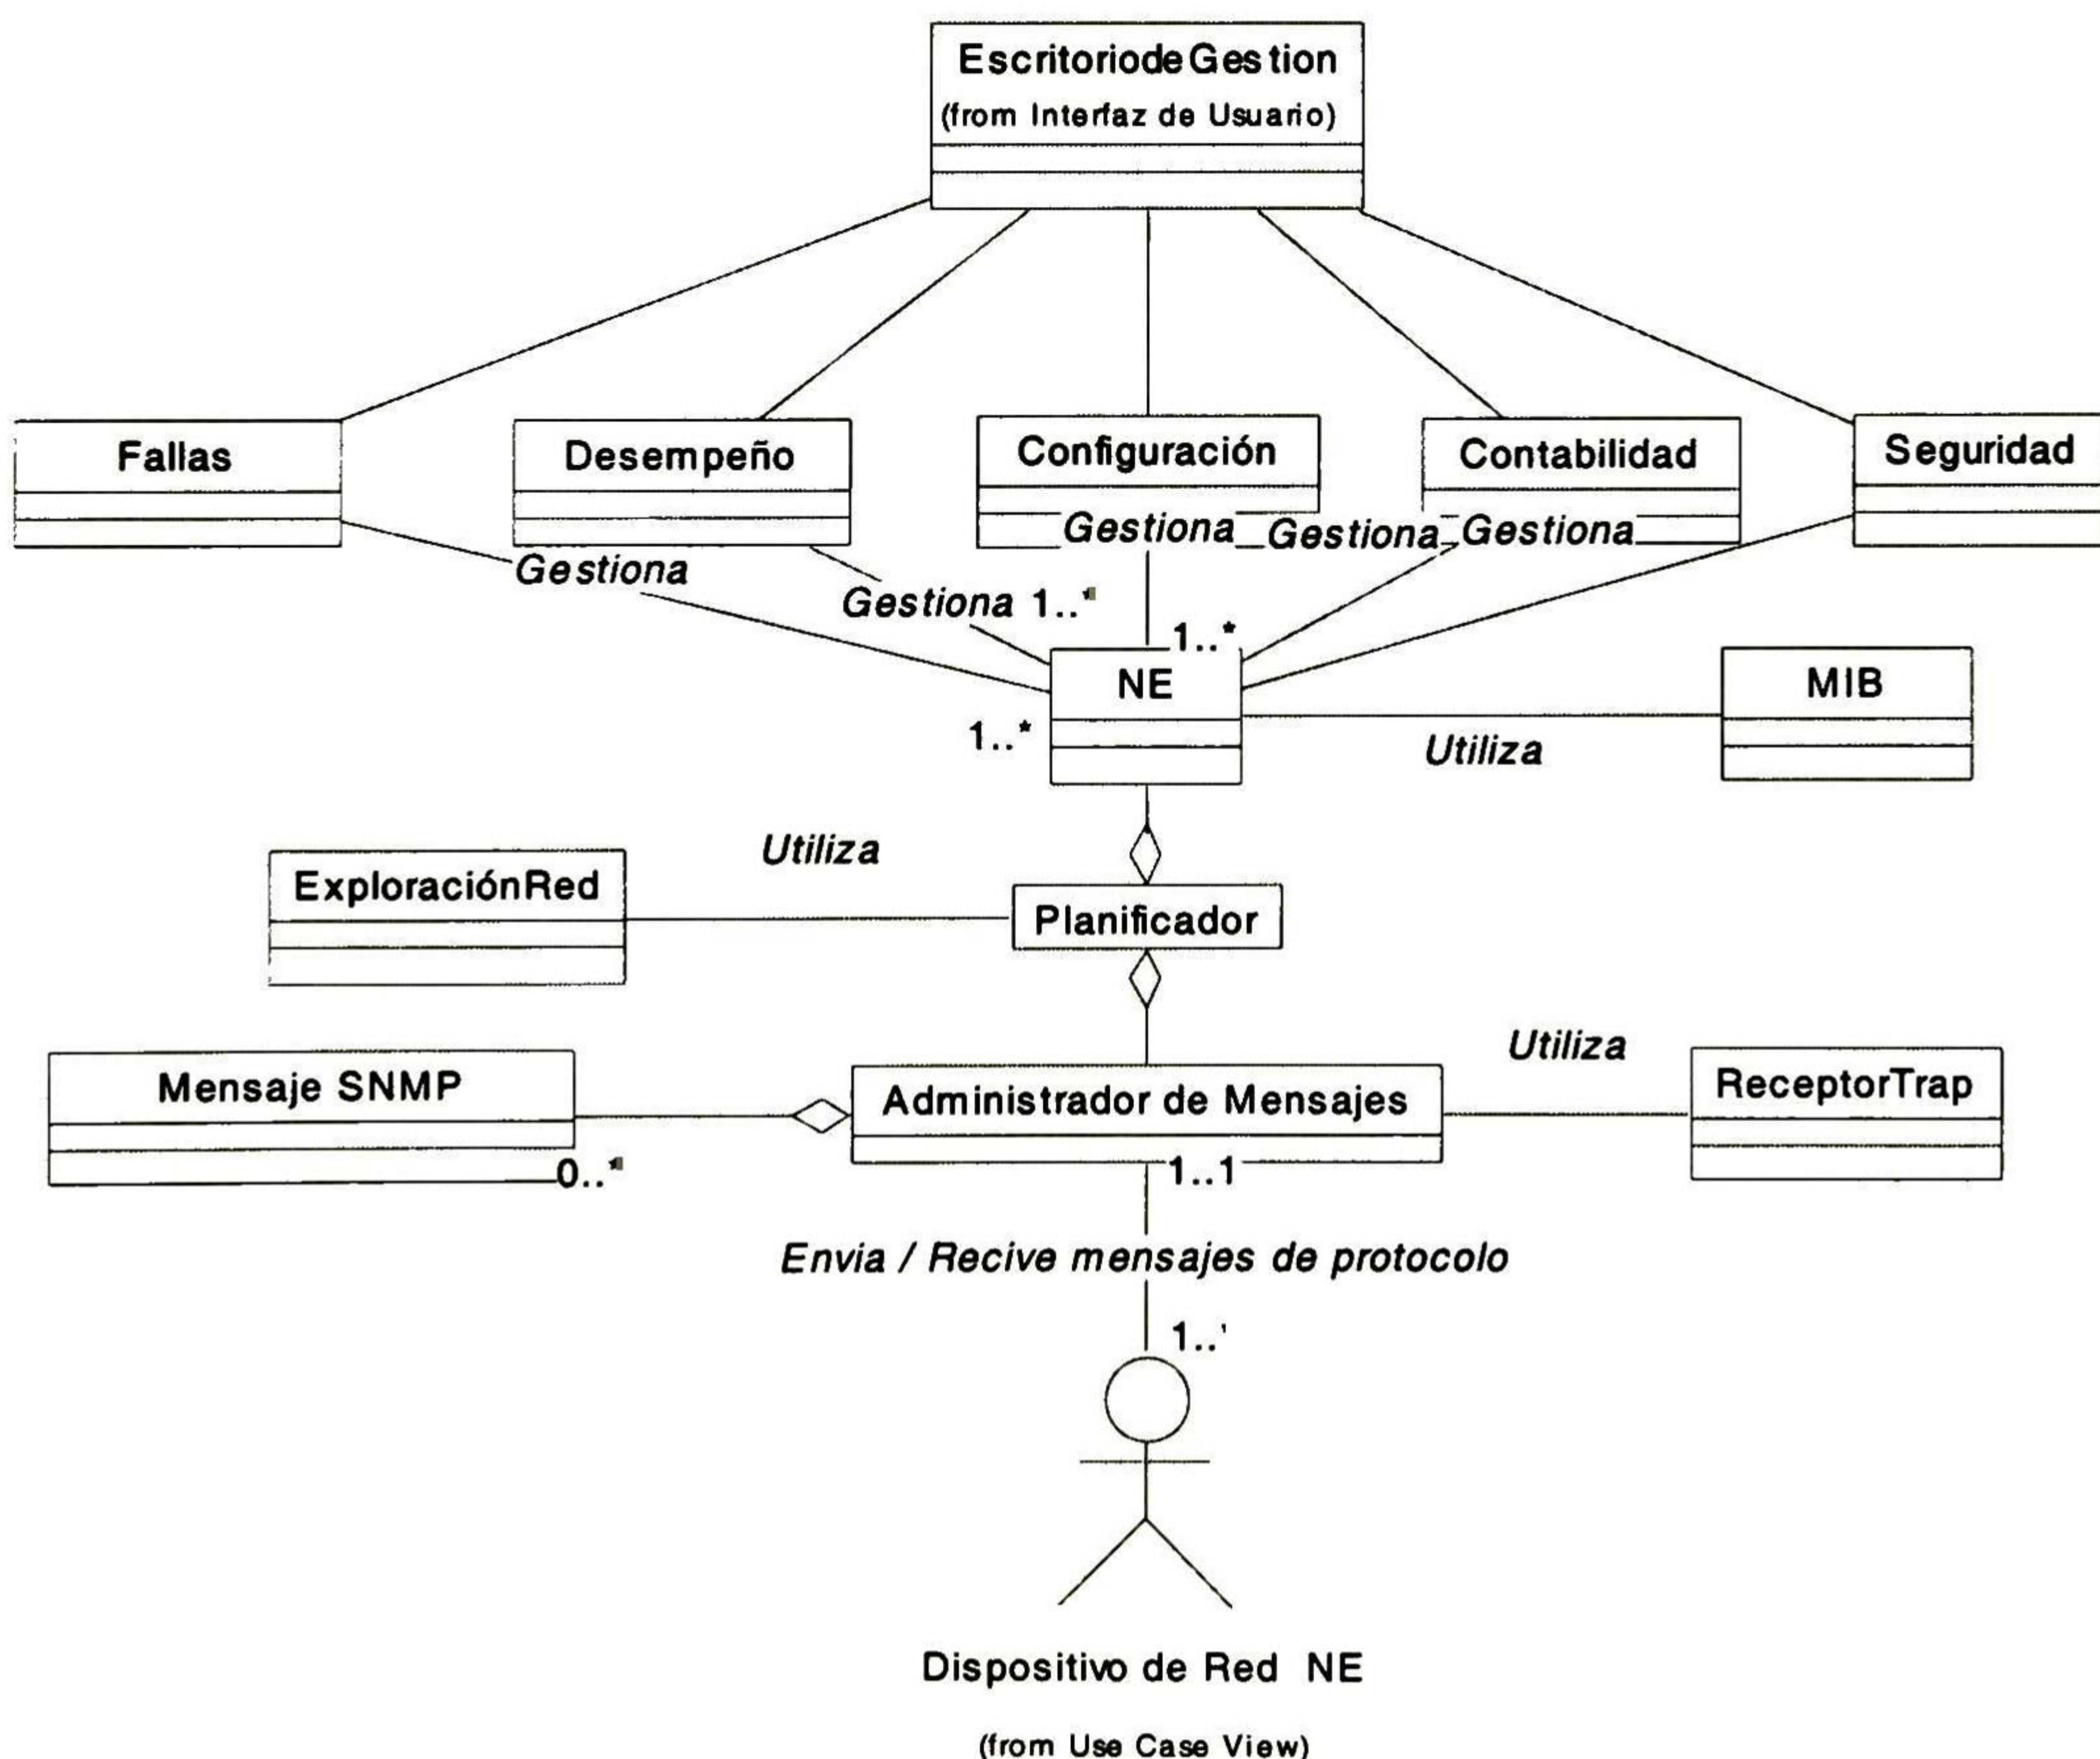 EscritoriodeGestion
(from Interfaz de Usuario)
Fallas
Desempeño
Configuración
Contabilidad
Seguridad
Gestiona
Gestiona
Gestiona
Gestiona
Gestiona 1..*
1..*
NE
MIB
1..*
Utiliza
Utiliza
ExploraciónRed
Planificador
Utiliza
Mensaje SNMP
Administrador de Mensajes
ReceptorTrap
0..*
1..1
Envia / Recive mensajes de protocolo
1..
Dispositivo de Red NE
(from Use Case View)